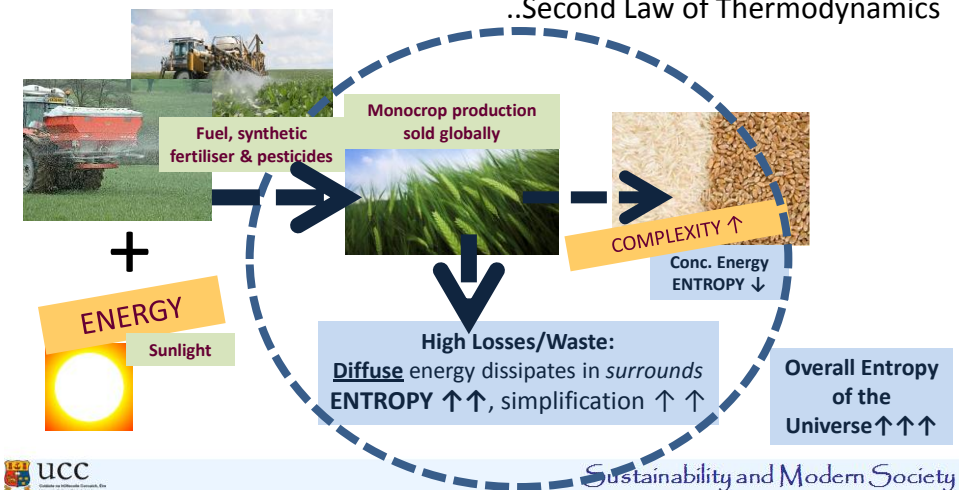 ..Second Law of Thermodynamics
Fuel, synthetic
fertiliser & pesticides
Monocrop production
sold globally
COMPLEXITY ↑
Conc. Energy
ENTROPY ↓
+
ENERGY
Sunlight
High Losses/Waste:
Diffuse energy dissipates in surrounds
ENTROPY ↑↑, simplification ↑ ↑
Overall Entropy
of the
Universe↑↑↑
UCC
Sustainability and Modern Society